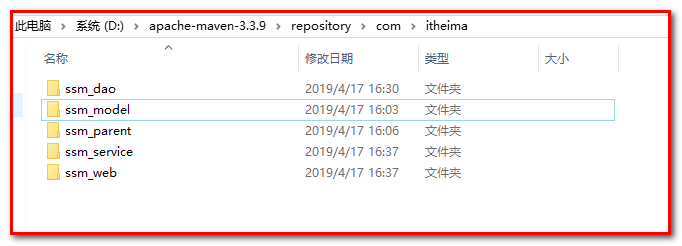 此电脑 > 系统 (D:) > apache-maven-3.3.9 > repository > com > itheima
名称 修改日期 类型 大小
ssm_dao 2019/4/17 16:30 文件夹
ssm_model 2019/4/17 16:03 文件夹
ssm_parent 2019/4/17 16:06 文件夹
ssm_service 2019/4/17 16:37 文件夹
ssm_web 2019/4/17 16:37 文件夹